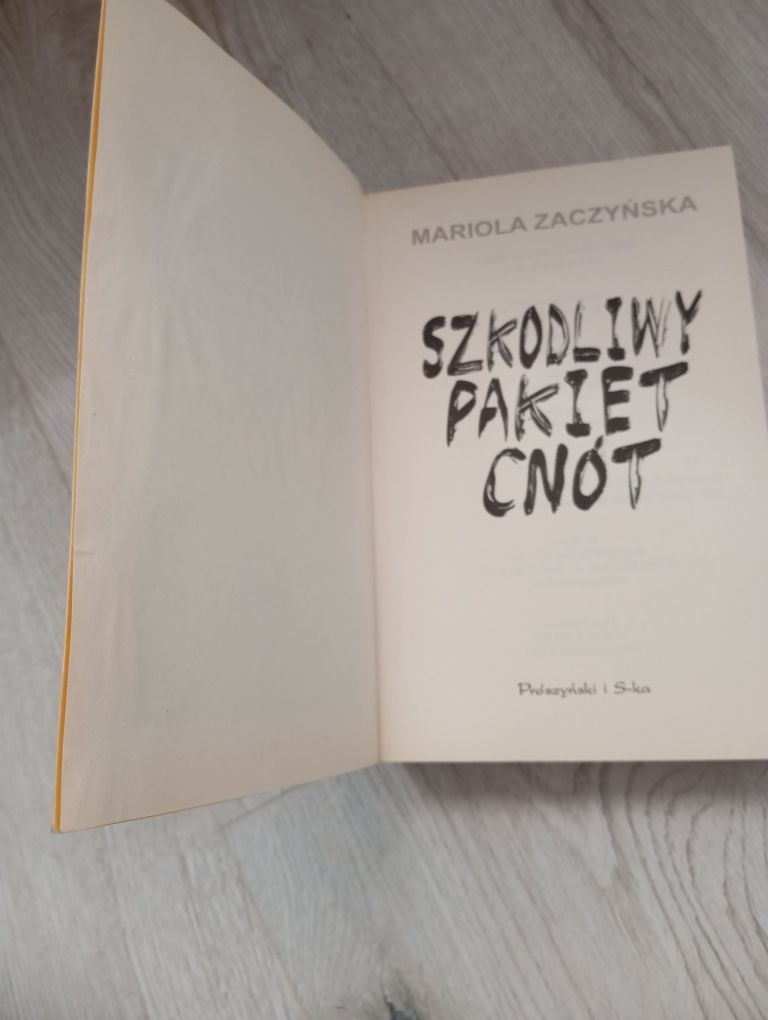 MARIOLA ZACZYŃSKA
SZKODLIWY
PAKIET
CNÓT
Prószyński i S-ka